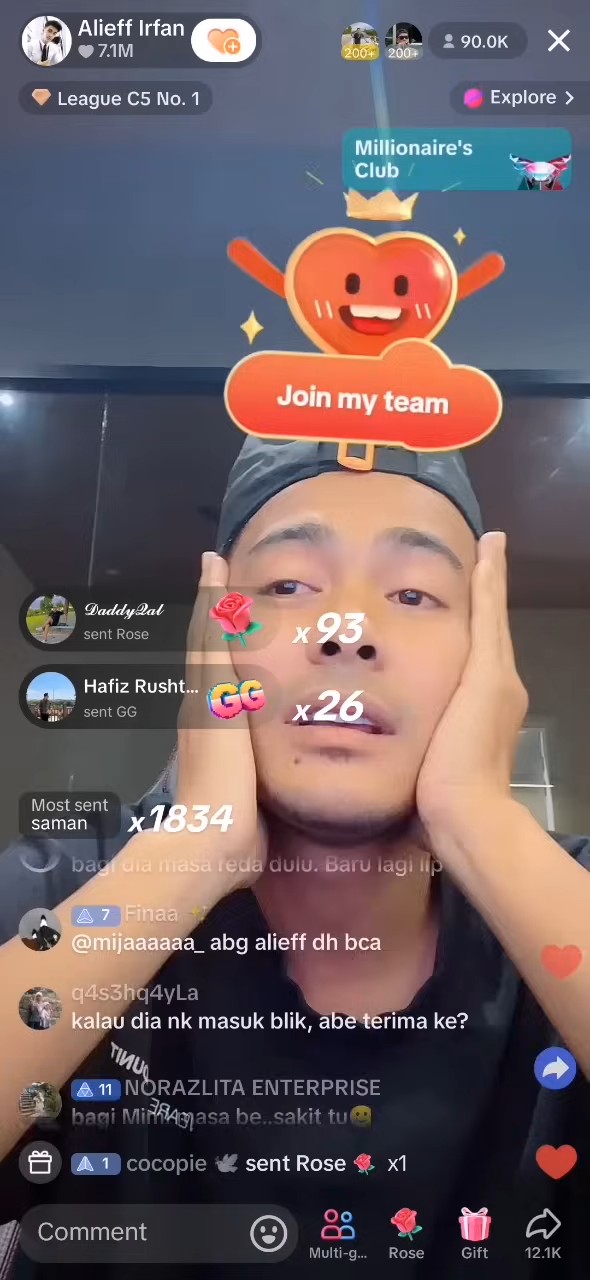 Alieff Irfan
7.1M
200+
200+
90.0K
League C5 No. 1
Explore
Millionaire's
Club
Join my team
DaddyQal
sent Rose
x93
Hafiz Rusht...
sent GG
GG
x26
Most sent
saman
x1834
bagi dia masa reda dulu. Baru lagi
7 Finaa
@mijaaaaaa_ abg alieff dh bca
q4s3hq4yLa
kalau dia nk masuk blik, abe terima ke?
11 NORAZLITA ENTERPRISE
bagi Mimi masa be..sakit tu
1 cocopie sent Rose x1
Comment
Multi-g...
Rose
Gift
12.1K